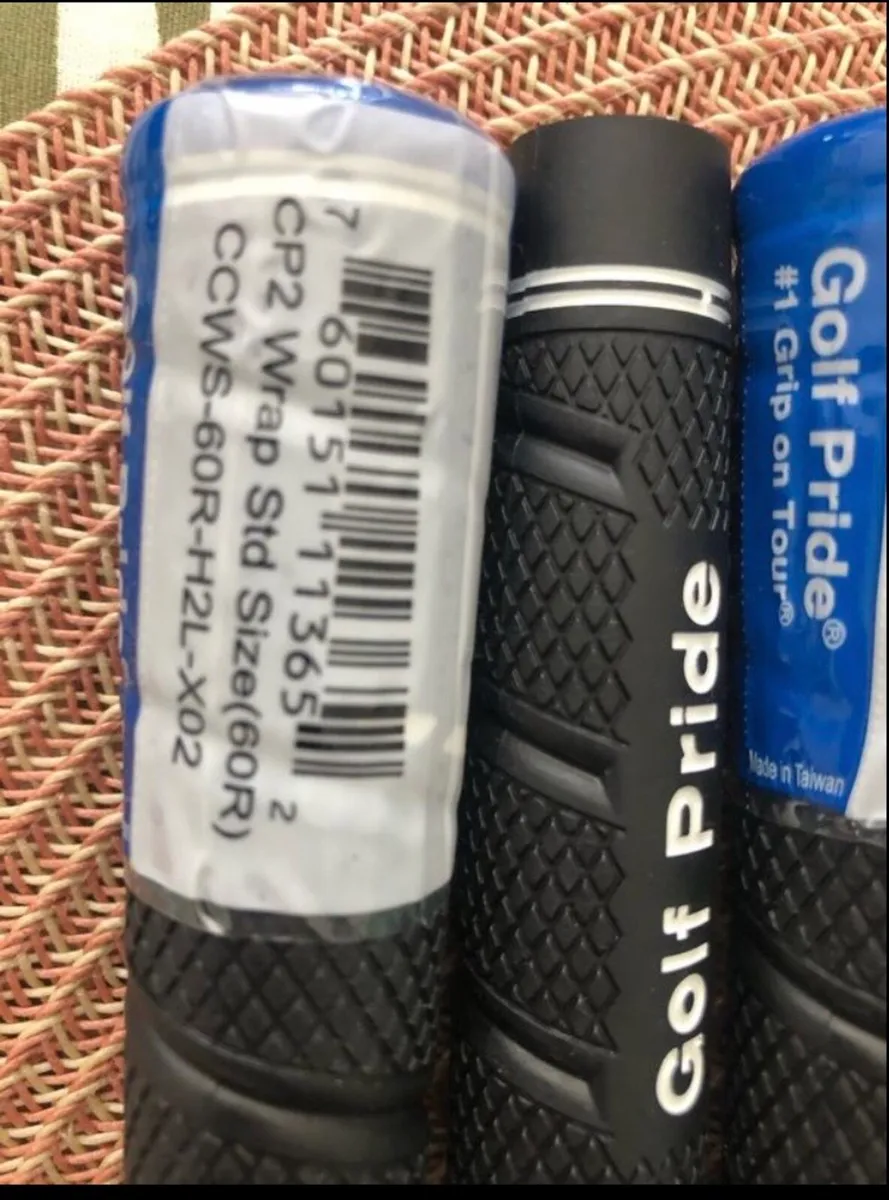 7 60151 11365 2
CP2 Wrap Std Size(60R)
CCWS-60R-H2L-X02
Golf Pride
Golf Pride®
#1 Grip on Tour®
Made in Taiwan